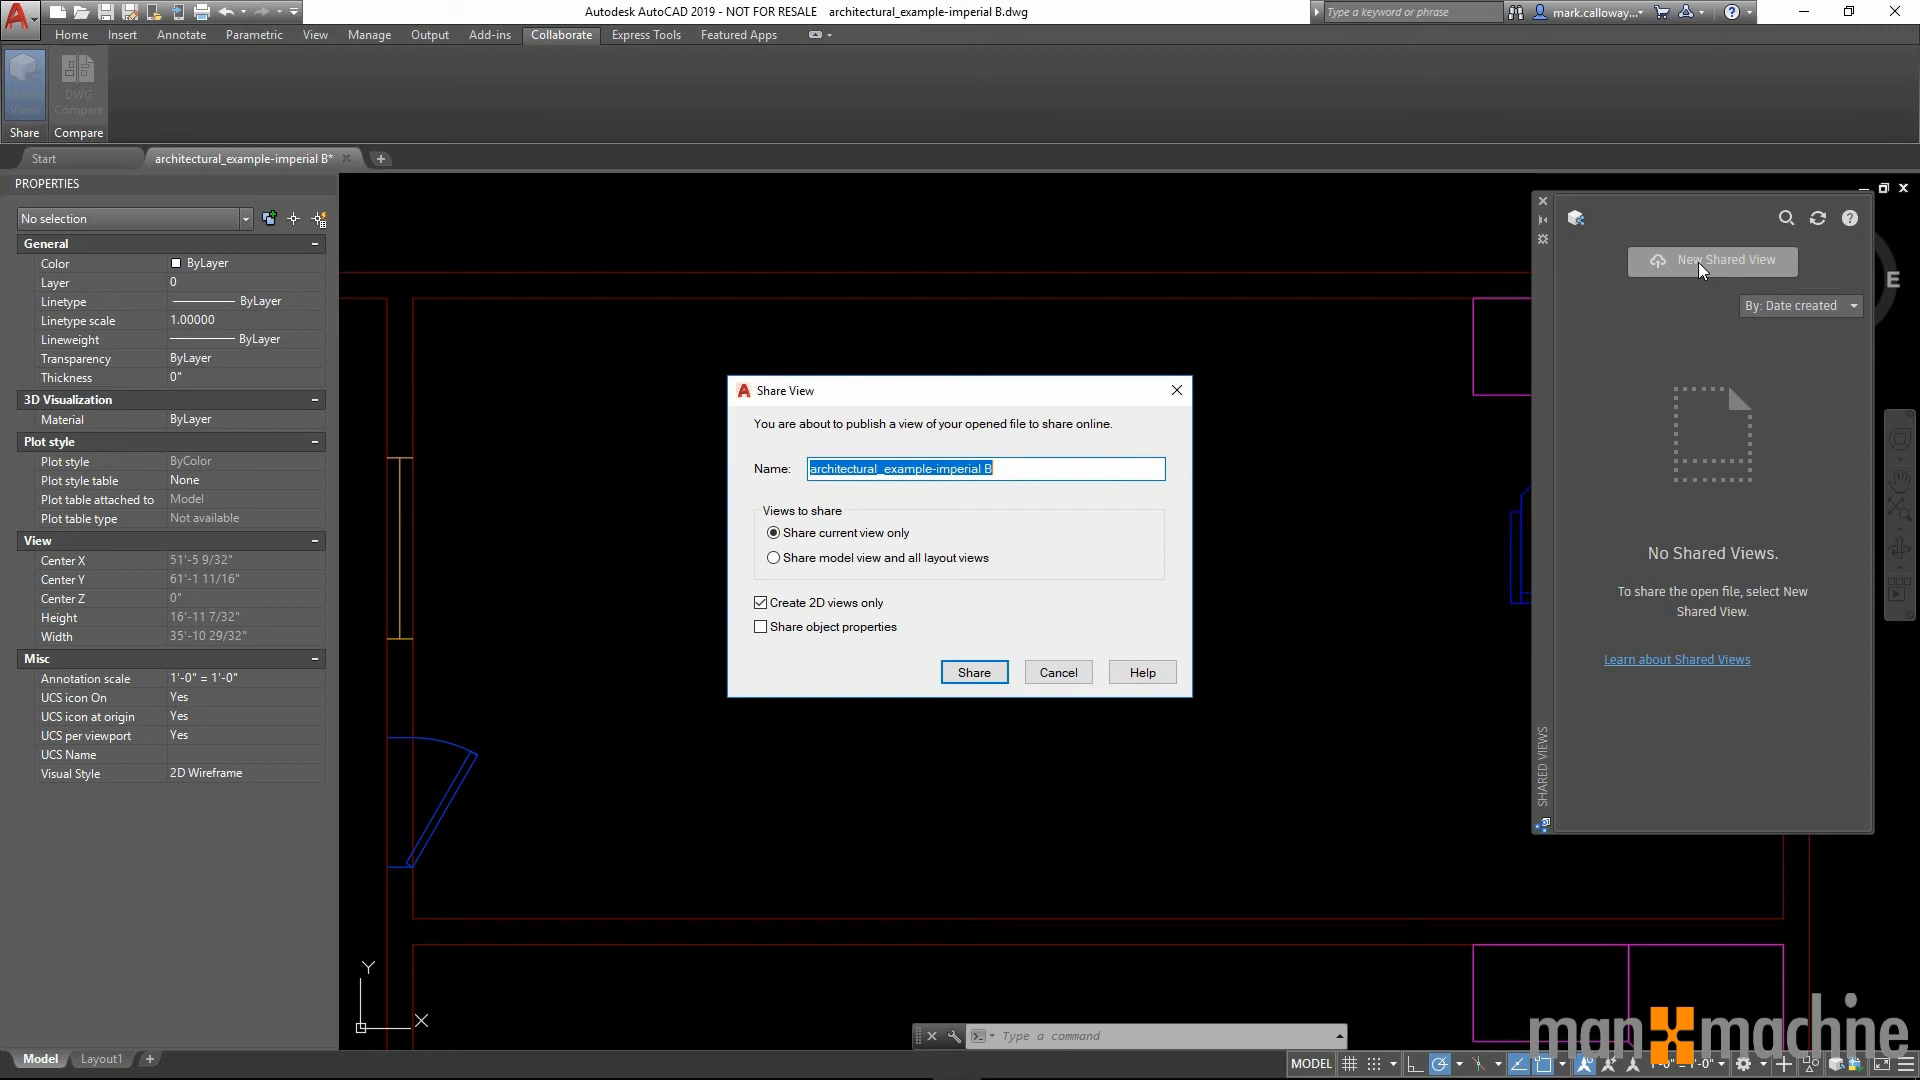 Autodesk AutoCAD 2019 - NOT FOR RESALE architectural_example-imperial B.dwg
Type a keyword or phrase
mark.calloway...
Home Insert Annotate Parametric View Manage Output Add-ins Collaborate Express Tools Featured Apps
Shared Views
DWG Compare
Share Compare
Start architectural_example-imperial B*
PROPERTIES
No selection
General
Color ByLayer
Layer 0
Linetype ByLayer
Linetype scale 1.00000
Lineweight ByLayer
Transparency ByLayer
Thickness 0"
3D Visualization
Material ByLayer
Plot style
Plot style ByColor
Plot style table None
Plot table attached to Model
Plot table type Not available
View
Center X 51'-5 9/32"
Center Y 61'-1 11/16"
Center Z 0"
Height 16'-11 7/32"
Width 35'-10 29/32"
Misc
Annotation scale 1'-0" = 1'-0"
UCS icon On Yes
UCS icon at origin Yes
UCS per viewport Yes
UCS Name
Visual Style 2D Wireframe
Share View
You are about to publish a view of your opened file to share online.
Name: architectural_example-imperial B
Views to share
Share current view only
Share model view and all layout views
Create 2D views only
Share object properties
Share Cancel Help
New Shared View
By: Date created
E
No Shared Views.
To share the open file, select New
Shared View.
Learn about Shared Views
SHARED VIEWS
Y
X
Type a command
manxmachine
Model Layout1
MODEL
1'-0" = 1'-0"